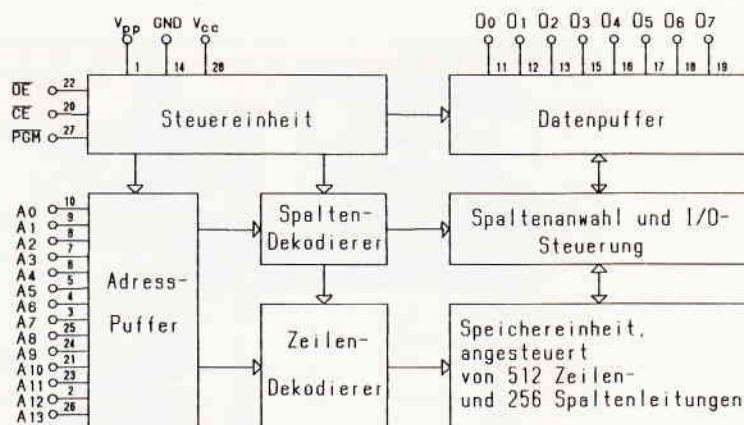 Vpp GND Vcc
O0 O1 O2 O3 O4 O5 O6 O7
1 14 28
11 12 13 15 16 17 18 19
OE 22
CE 20
PGM 27
Steuereinheit
Datenpuffer
A0 10
A1 9
A2 8
A3 7
A4 6
A5 5
A6 4
A7 3
A8 25
A9 24
A10 21
A11 23
A12 2
A13 26
Adress-
Puffer
Spalten-
Dekodierer
Spaltenanwahl und I/O-
Steuerung
Zeilen-
Dekodierer
Speichereinheit,
angesteuert
von 512 Zeilen-
und 256 Spaltenleitungen